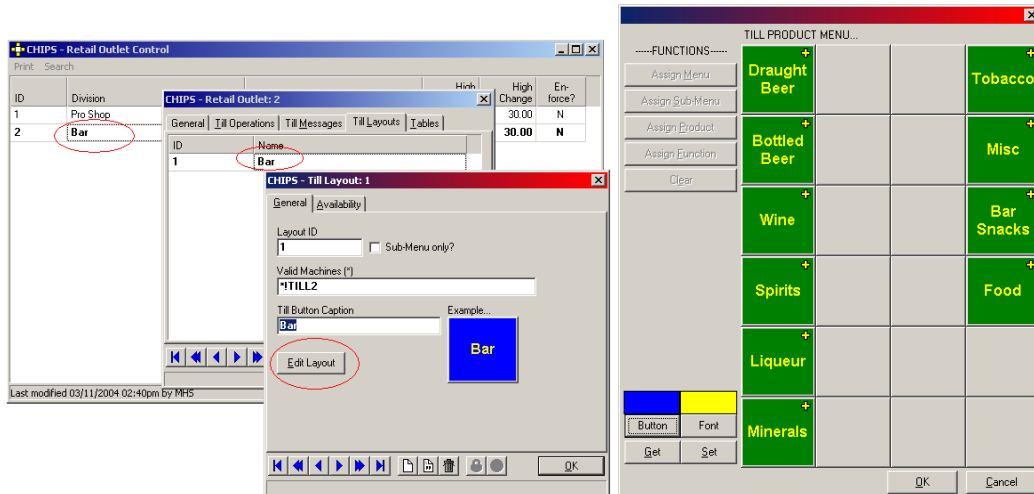 CHIPS - Retail Outlet Control
Print Search
ID Division High High Change En- force?
1 Pro Shop 30.00 N
2 Bar 30.00 N
Last modified 03/11/2004 02:40pm by MHS
CHIPS - Retail Outlet: 2
General Till Operations Till Messages Till Layouts Tables
ID Name
1 Bar
CHIPS - Till Layout: 1
General Availability
Layout ID
1 Sub-Menu only?
Valid Machines (*)
*!TILL2
Till Button Caption Example...
Bar
Bar
Edit Layout
OK
TILL PRODUCT MENU...
-----FUNCTIONS-----
Assign Menu
Assign Sub-Menu
Assign Product
Assign Function
Clear
Button Font
Get Set
Draught
Beer
Tobacco
Bottled
Beer
Misc
Wine
Bar
Snacks
Spirits
Food
Liqueur
Minerals
OK Cancel